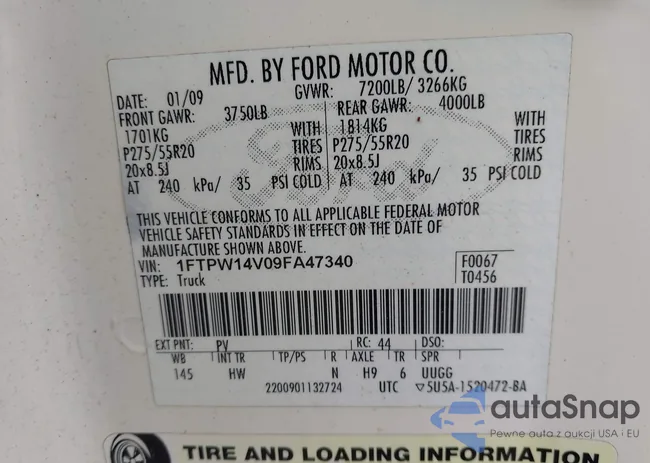 MFD. BY FORD MOTOR CO.
DATE: 01/09 GVWR: 7200LB/ 3266KG
FRONT GAWR: 3750LB REAR GAWR: 4000LB
1701KG WITH 1814KG WITH
P275/55R20 TIRES P275/55R20 TIRES
20x8.5J RIMS 20x8.5J RIMS
AT 240 kPa/ 35 PSI COLD AT 240 kPa/ 35 PSI COLD
THIS VEHICLE CONFORMS TO ALL APPLICABLE FEDERAL MOTOR
VEHICLE SAFETY STANDARDS IN EFFECT ON THE DATE OF
MANUFACTURE SHOWN ABOVE.
VIN: 1FTPW14V09FA47340 F0067
TYPE: Truck T0456
EXT PNT: PV RC: 44 DSO:
WB INT TR TP/PS R AXLE TR SPR
145 HW N H9 6 UUGG
2200901132724 UTC ▽5U5A-1520472-BA
autaSnap
Pewne auta z aukcji USA i EU
TIRE AND LOADING INFORMATION